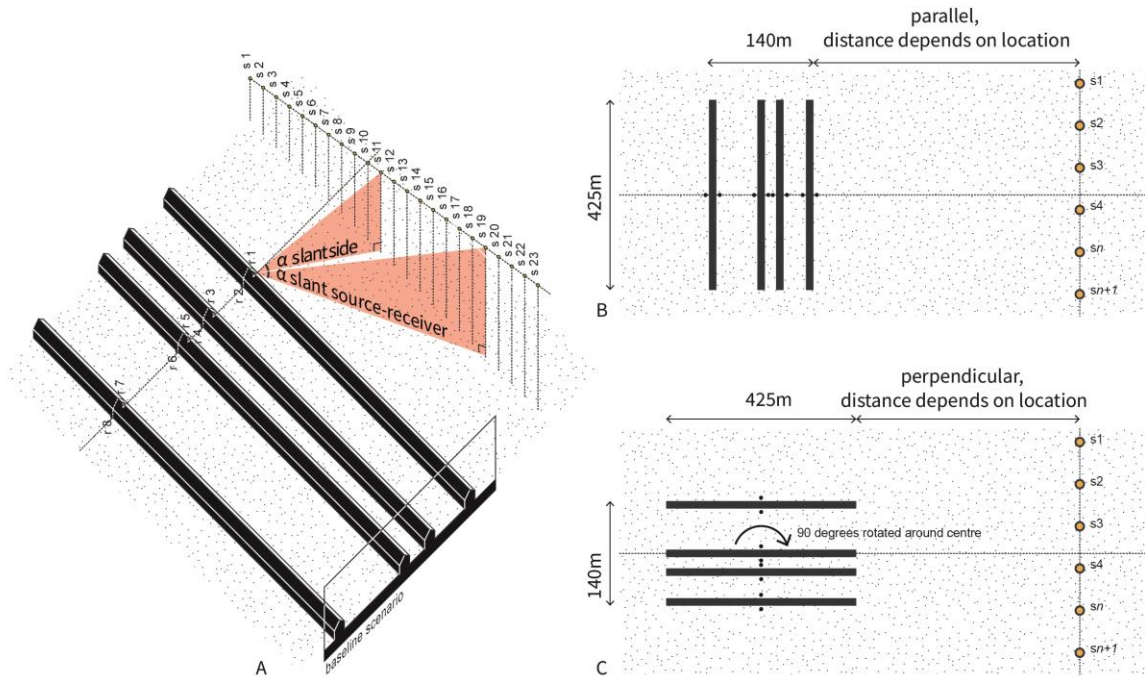 s 1
s 2
s 3
s 4
s 5
s 6
s 7
s 8
s 9
s 10
s 11
s 12
s 13
s 14
s 15
s 16
s 17
s 18
s 19
s 20
s 21
s 22
s 23
α slantside
α slant source-receiver
r 1
r 2
r 3
r 4
r 5
r 6
r 7
r 8
baseline scenario
A
parallel,
140m distance depends on location
425m
s1
s2
s3
s4
sn
sn+1
B
perpendicular,
425m distance depends on location
140m
90 degrees rotated around centre
s1
s2
s3
s4
sn
sn+1
C